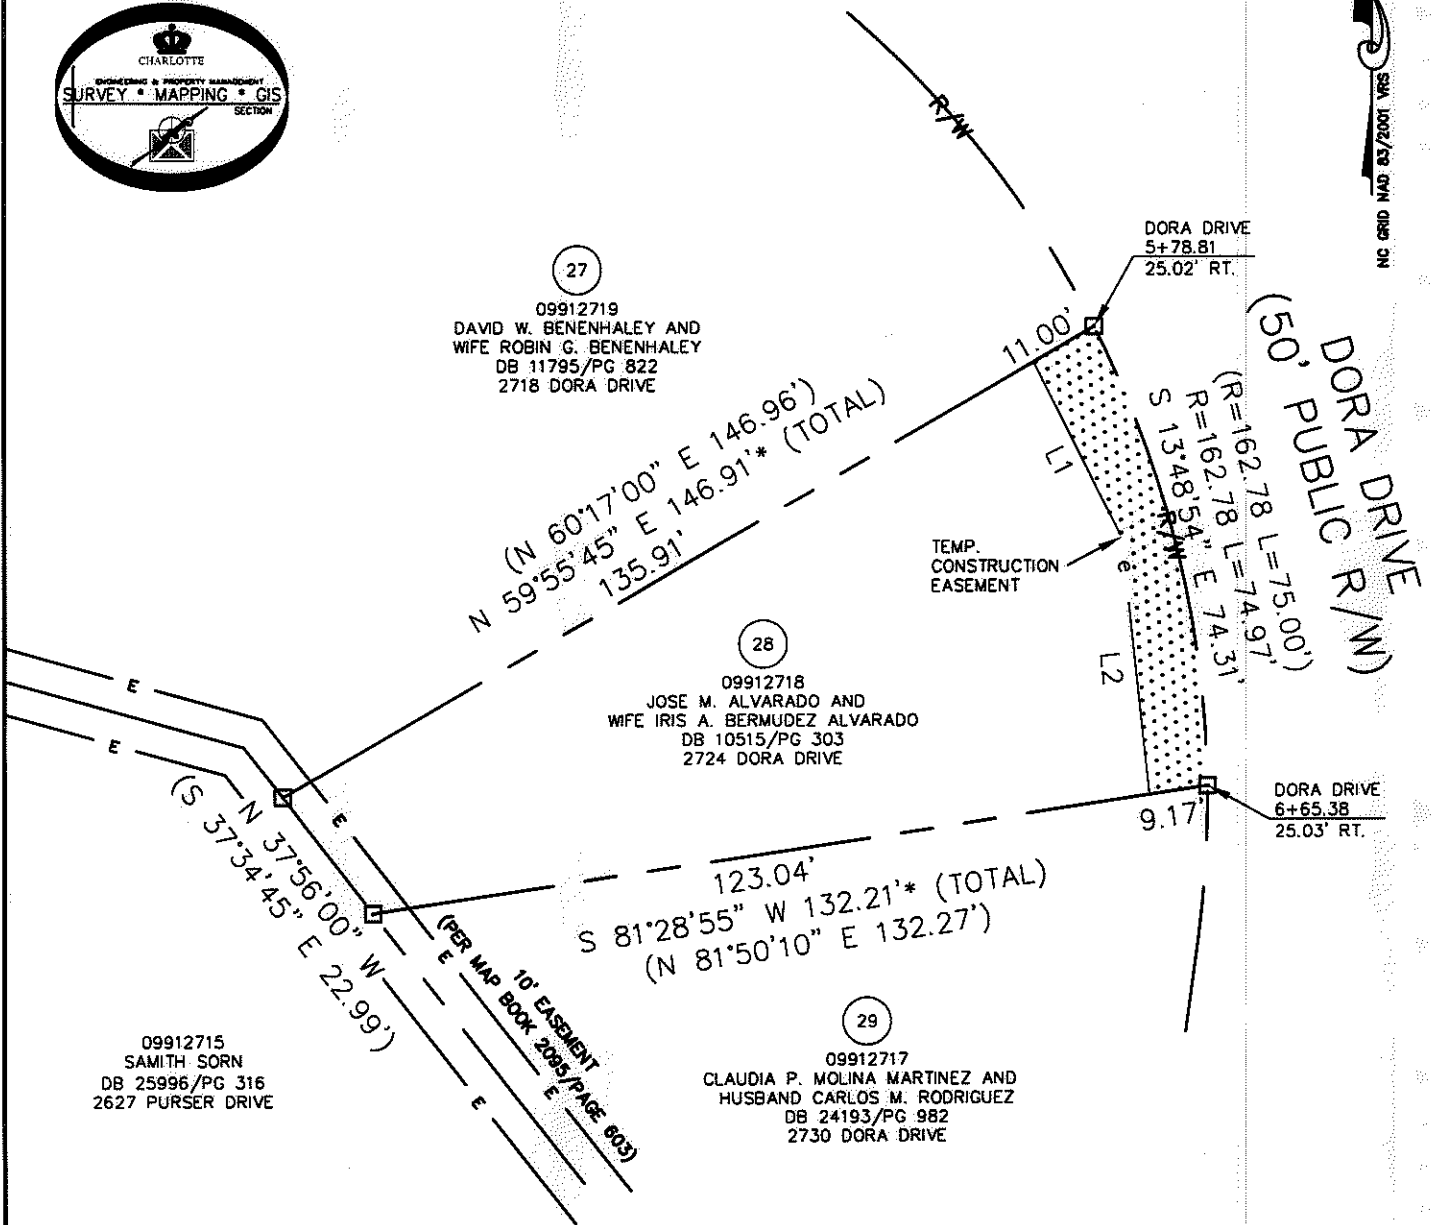 CHARLOTTE
ENGINEERING & PROPERTY MANAGEMENT
SURVEY * MAPPING * GIS
SECTION
NC GRID NAD 83/2001 VRS
R/W
DORA DRIVE
5+78.81
25.02' RT.
27
09912719
DAVID W. BENENHALEY AND
WIFE ROBIN G. BENENHALEY
DB 11795/PG 822
2718 DORA DRIVE
11.00'
DORA DRIVE
(50' PUBLIC R/W)
(R=162.78 L=75.00')
R=162.78 L=74.97'
S 13°48'54" E 74.31'
R/W
(N 60°17'00" E 146.96')
N 59°55'45" E 146.91'* (TOTAL)
135.91'
L1
TEMP.
CONSTRUCTION
EASEMENT
e
L2
28
09912718
JOSE M. ALVARADO AND
WIFE IRIS A. BERMUDEZ ALVARADO
DB 10515/PG 303
2724 DORA DRIVE
E
E
E
DORA DRIVE
6+65.38
25.03' RT.
9.17'
123.04'
S 81°28'55" W 132.21'* (TOTAL)
(N 81°50'10" E 132.27')
N 37°56'00" W
(S 37°34'45" E 22.99')
E
10' EASEMENT
(PER MAP BOOK 2095/PAGE 603)
E
E
09912715
SAMITH SORN
DB 25996/PG 316
2627 PURSER DRIVE
29
09912717
CLAUDIA P. MOLINA MARTINEZ AND
HUSBAND CARLOS M. RODRIGUEZ
DB 24193/PG 982
2730 DORA DRIVE